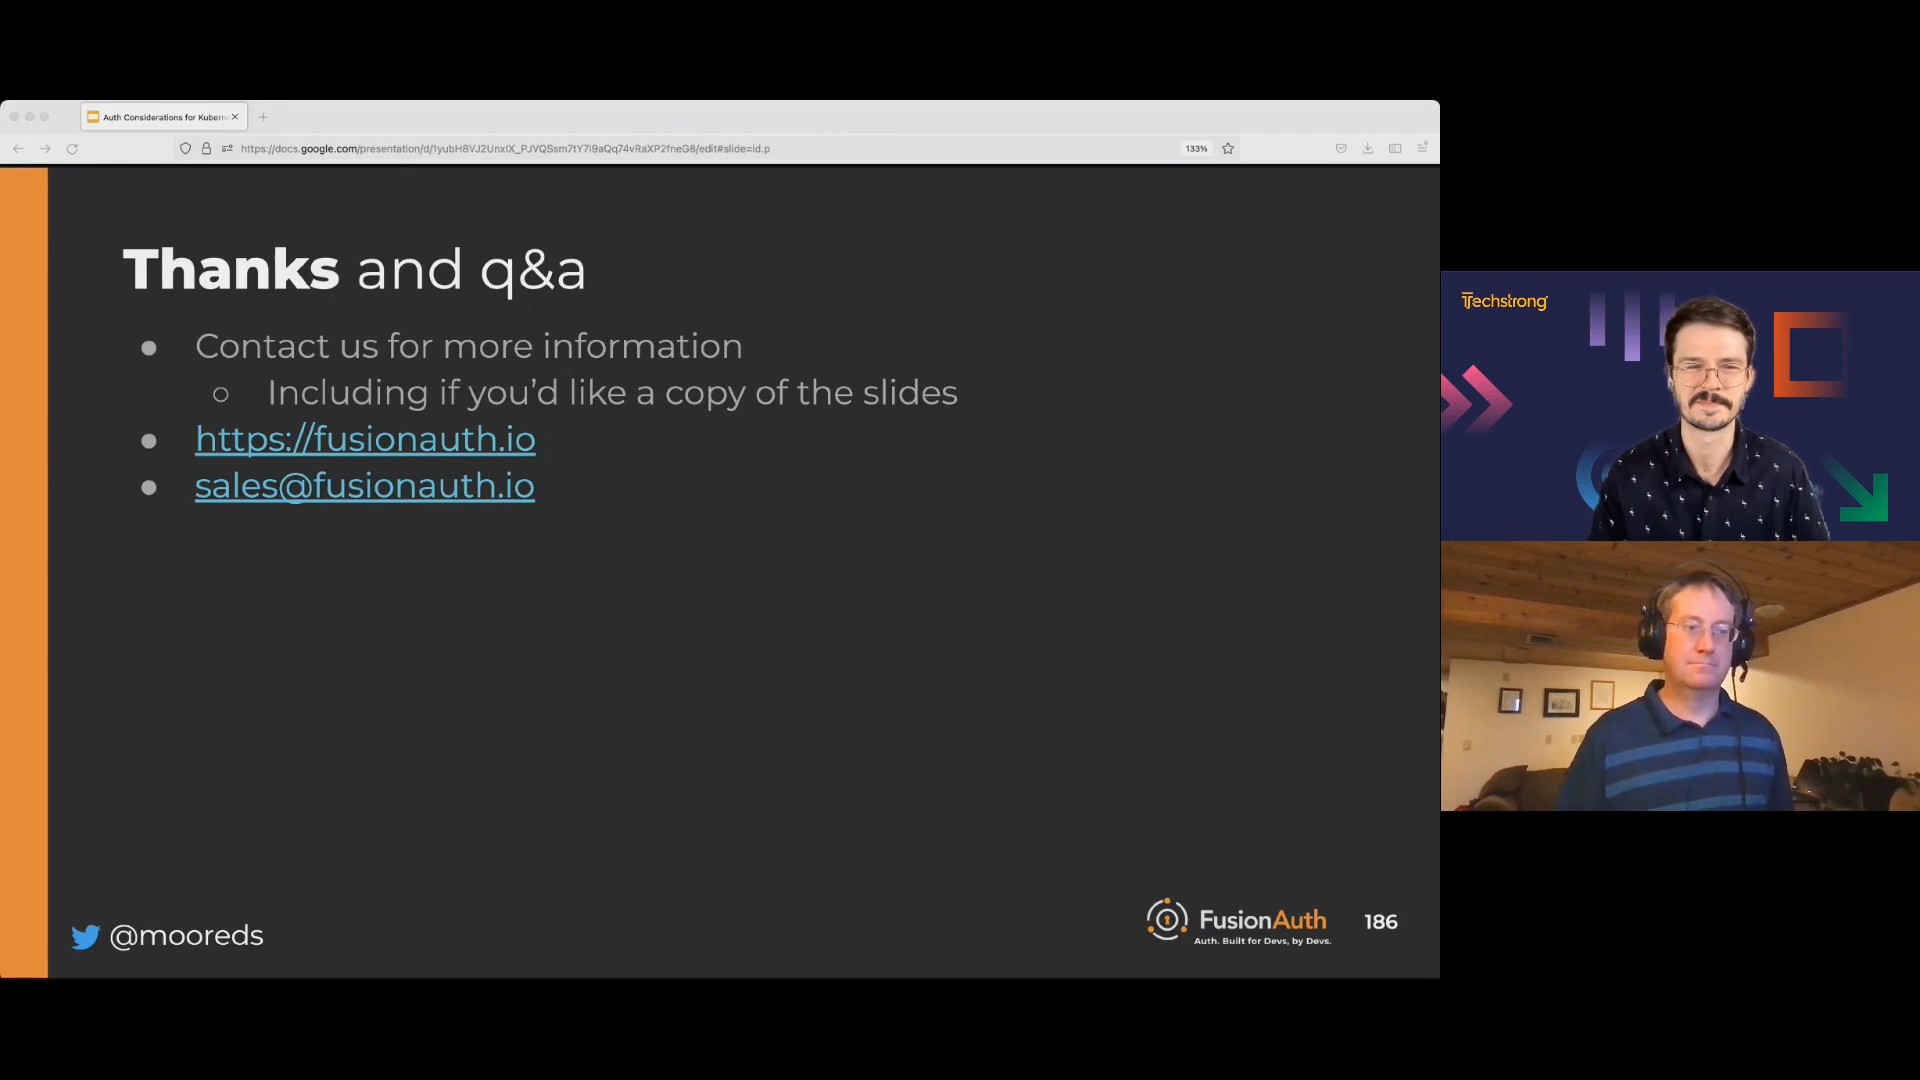 Auth Considerations for Kubern
https://docs.google.com/presentation/d/1yubH8VJ2UnxIX_PJVQSsm7tY7I9aQq74vRaXP2fneG8/edit#slide=id.p
133%
Thanks and q&a
Contact us for more information
Including if you’d like a copy of the slides
https://fusionauth.io
sales@fusionauth.io
@mooreds
FusionAuth
Auth. Built for Devs, by Devs.
186
Techstrong